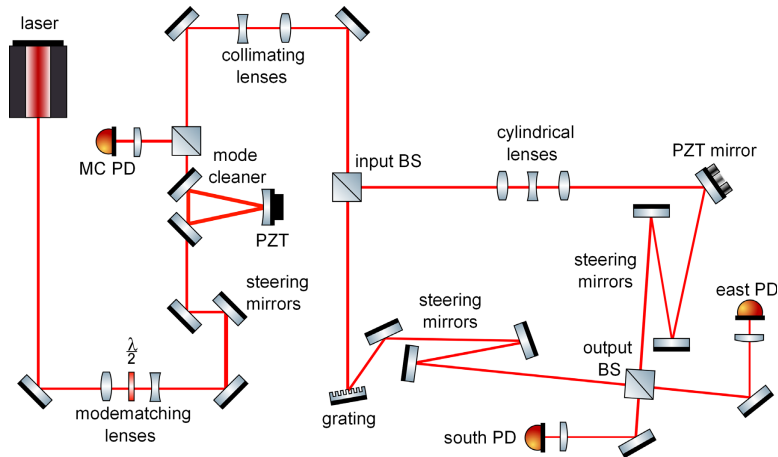 laser
collimating
lenses
MC PD
mode
cleaner
PZT
input BS
cylindrical
lenses
PZT mirror
steering
mirrors
east PD
steering
mirrors
steering
mirrors
output
BS
λ
2
modematching
lenses
grating
south PD